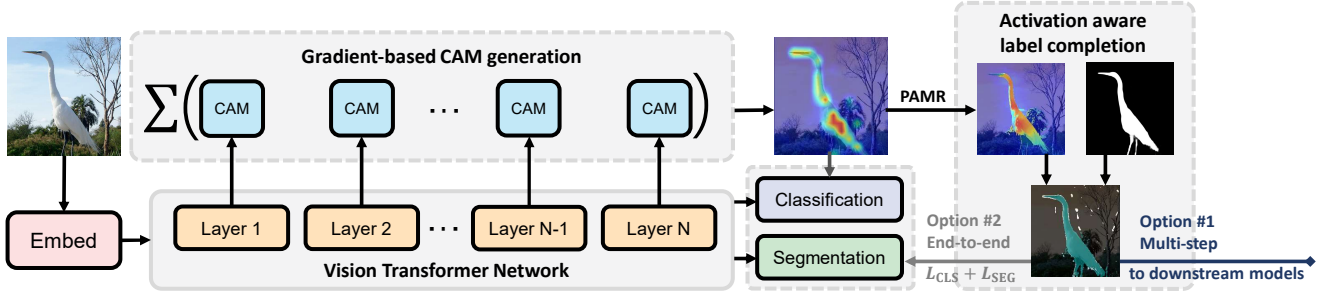 Gradient-based CAM generation
∑(
CAM
CAM
· · ·
CAM
CAM
)
PAMR
Activation aware
label completion
Embed
Layer 1
Layer 2
· · ·
Layer N-1
Layer N
Vision Transformer Network
Classification
Segmentation
Option #2
End-to-end
L_CLS + L_SEG
Option #1
Multi-step
to downstream models